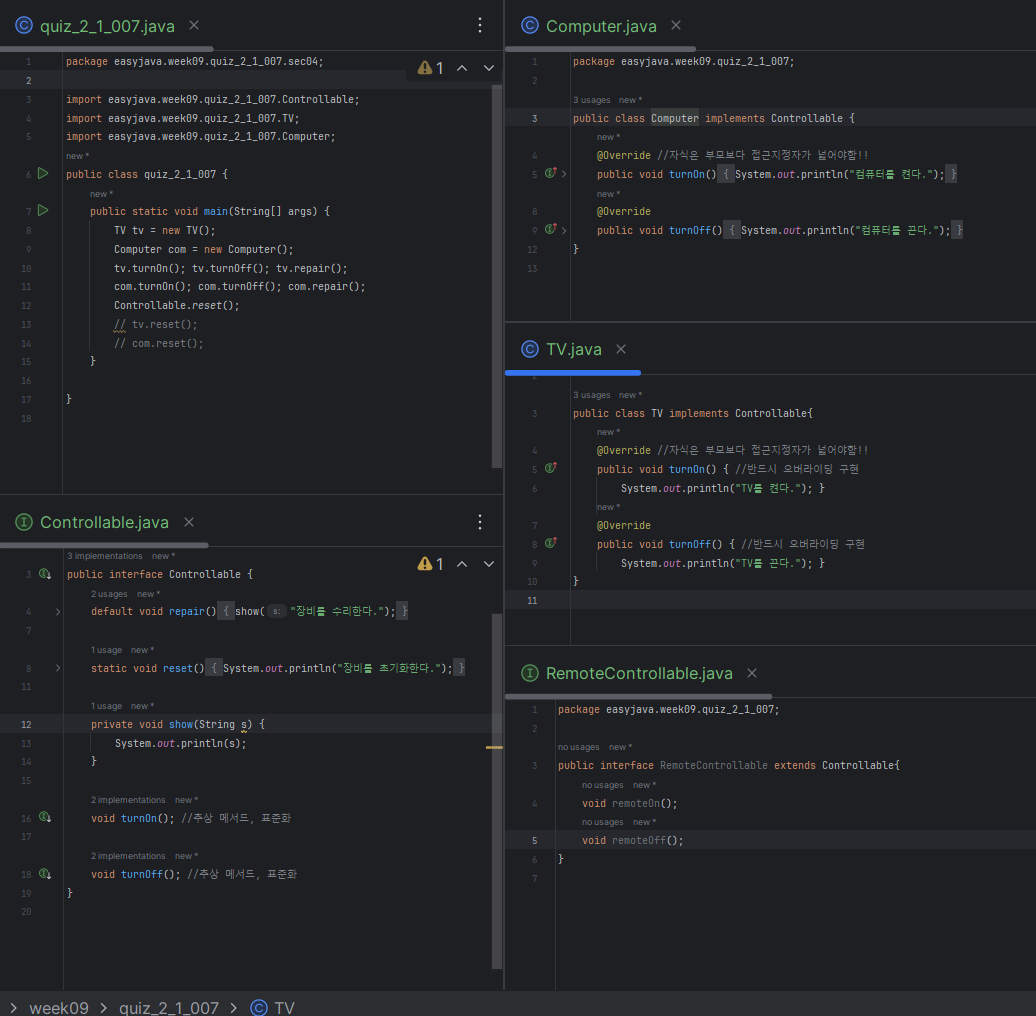 quiz_2_1_007.java
1 package easyjava.week09.quiz_2_1_007.sec04;
1
2
3 import easyjava.week09.quiz_2_1_007.Controllable;
4 import easyjava.week09.quiz_2_1_007.TV;
5 import easyjava.week09.quiz_2_1_007.Computer;
new *
6 public class quiz_2_1_007 {
new *
7 public static void main(String[] args) {
8 TV tv = new TV();
9 Computer com = new Computer();
10 tv.turnOn(); tv.turnOff(); tv.repair();
11 com.turnOn(); com.turnOff(); com.repair();
12 Controllable.reset();
13 // tv.reset();
14 // com.reset();
15 }
16
17 }
18
Controllable.java
3 implementations new *
1
3 public interface Controllable {
2 usages new *
4 default void repair() { show( s: "장비를 수리한다."); }
7
1 usage new *
8 static void reset() { System.out.println("장비를 초기화한다."); }
11
1 usage new *
12 private void show(String s) {
13 System.out.println(s);
14 }
15
2 implementations new *
16 void turnOn(); //추상 메서드, 표준화
17
2 implementations new *
18 void turnOff(); //추상 메서드, 표준화
19 }
20
Computer.java
1 package easyjava.week09.quiz_2_1_007;
2
3 usages new *
3 public class Computer implements Controllable {
new *
4 @Override //자식은 부모보다 접근지정자가 넓어야함!!
5 public void turnOn() { System.out.println("컴퓨터를 켠다."); }
new *
8 @Override
9 public void turnOff() { System.out.println("컴퓨터를 끈다."); }
12 }
13
TV.java
2
3 usages new *
3 public class TV implements Controllable{
new *
4 @Override //자식은 부모보다 접근지정자가 넓어야함!!
5 public void turnOn() { //반드시 오버라이딩 구현
6 System.out.println("TV를 켠다."); }
new *
7 @Override
8 public void turnOff() { //반드시 오버라이딩 구현
9 System.out.println("TV를 끈다."); }
10 }
11
RemoteControllable.java
1 package easyjava.week09.quiz_2_1_007;
2
no usages new *
3 public interface RemoteControllable extends Controllable{
no usages new *
4 void remoteOn();
no usages new *
5 void remoteOff();
6 }
7
> week09 > quiz_2_1_007 > TV